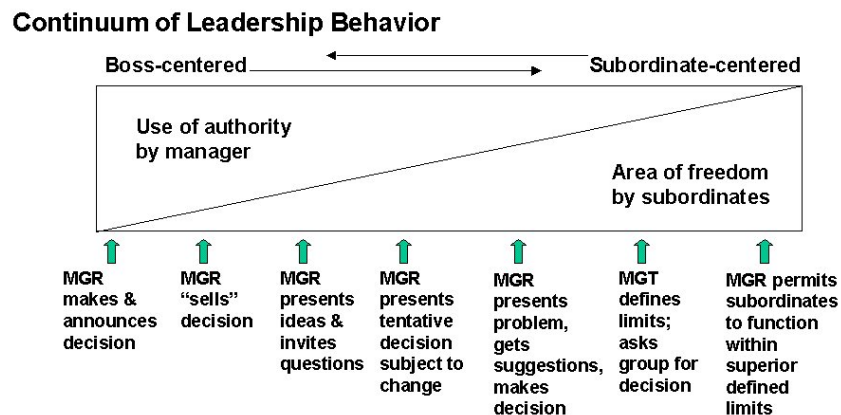 Continuum of Leadership Behavior
Boss-centered
Subordinate-centered
Use of authority
by manager
Area of freedom
by subordinates
MGR
makes &
announces
decision
MGR
“sells”
decision
MGR
presents
ideas &
invites
questions
MGR
presents
tentative
decision
subject to
change
MGR
presents
problem,
gets
suggestions,
makes
decision
MGT
defines
limits;
asks
group for
decision
MGR permits
subordinates
to function
within
superior
defined
limits